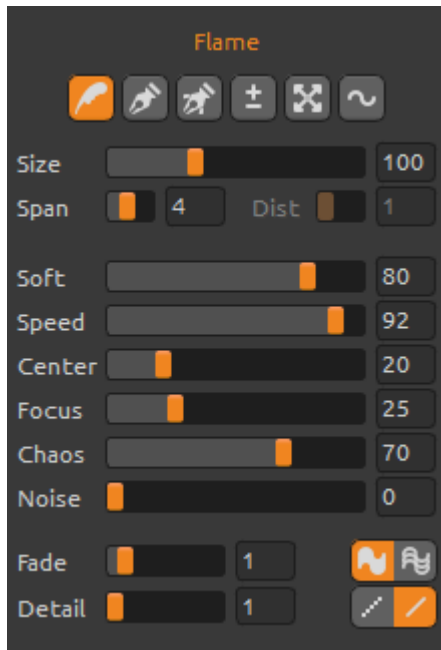 Flame
Size 100
Span 4 Dist 1
Soft 80
Speed 92
Center 20
Focus 25
Chaos 70
Noise 0
Fade 1
Detail 1